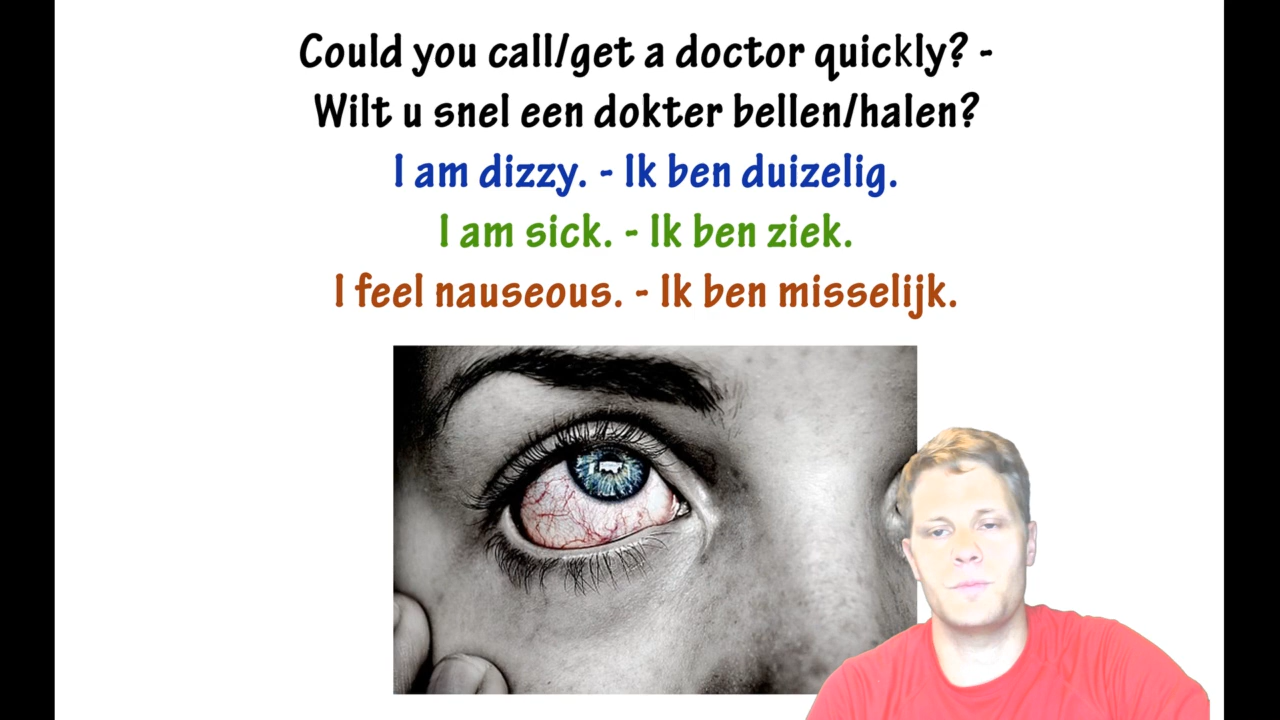 Could you call/get a doctor quickly? -
Wilt u snel een dokter bellen/halen?
I am dizzy. - Ik ben duizelig.
I am sick. - Ik ben ziek.
I feel nauseous. - Ik ben misselijk.